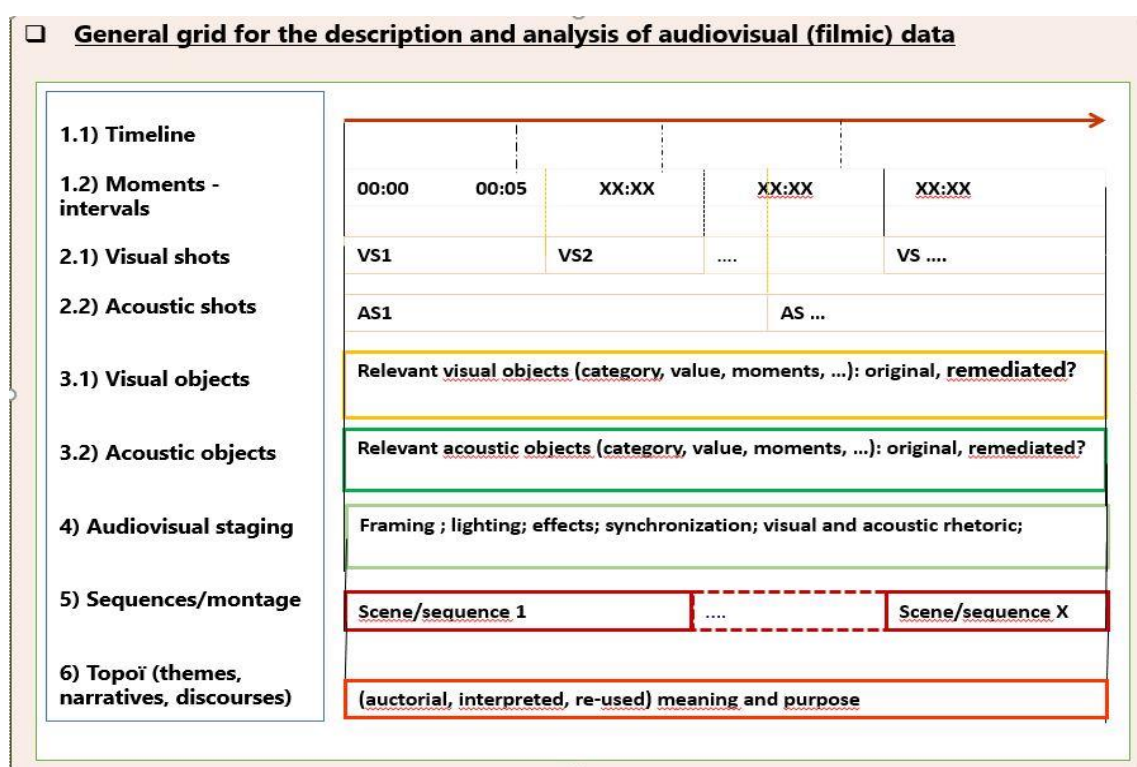 ❑ General grid for the description and analysis of audiovisual (filmic) data
1.1) Timeline
1.2) Moments -
intervals
00:00 00:05 XX:XX XX:XX XX:XX
2.1) Visual shots
VS1 VS2 .... VS ....
2.2) Acoustic shots
AS1 AS ...
3.1) Visual objects
Relevant visual objects (category, value, moments, ...): original, remediated?
3.2) Acoustic objects
Relevant acoustic objects (category, value, moments, ...): original, remediated?
4) Audiovisual staging
Framing ; lighting; effects; synchronization; visual and acoustic rhetoric;
5) Sequences/montage
Scene/sequence 1 .... Scene/sequence X
6) Topoï (themes,
narratives, discourses)
(auctorial, interpreted, re-used) meaning and purpose